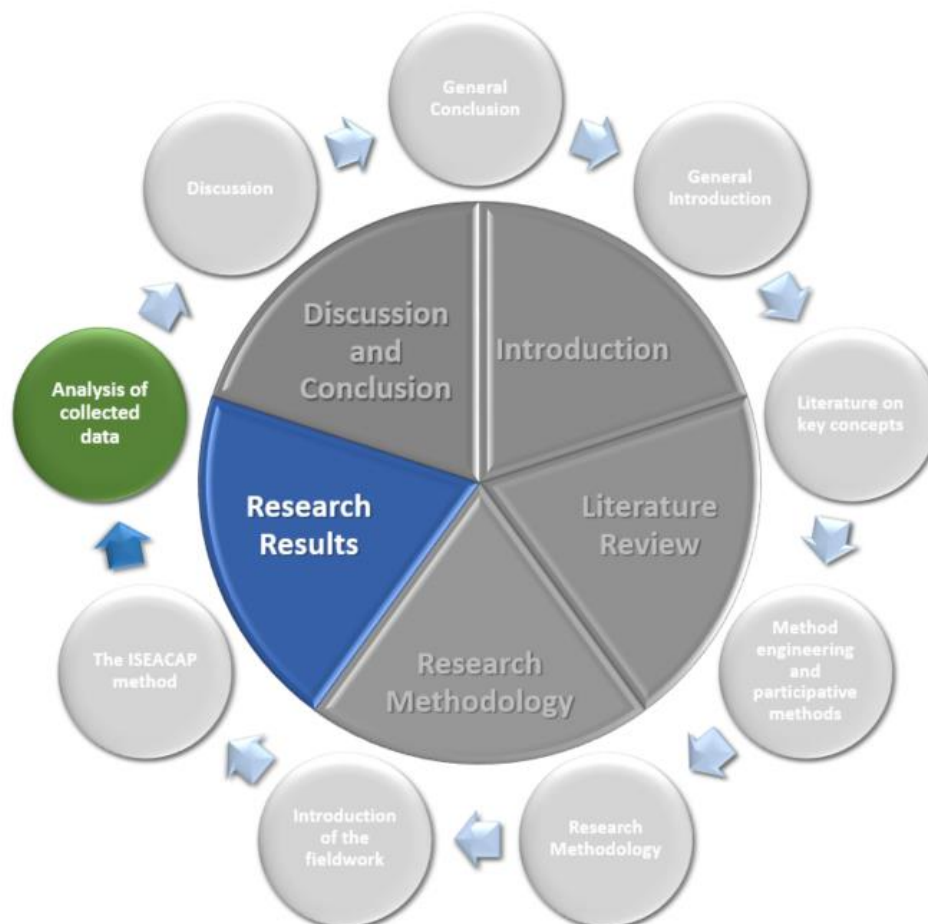 General
Conclusion
General
Introduction
Literature on
key concepts
Method
engineering
and
participative
methods
Research
Methodology
Introduction
of the
fieldwork
The ISEACAP
method
Analysis of
collected
data
Discussion
Introduction
Literature
Review
Research
Methodology
Research
Results
Discussion
and
Conclusion